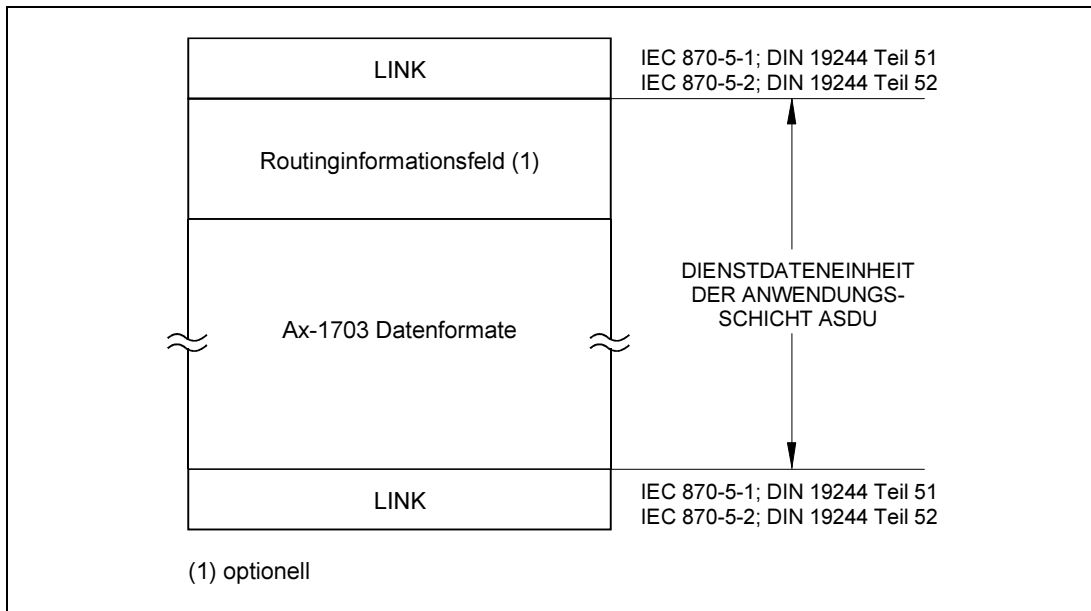 LINK
IEC 870-5-1; DIN 19244 Teil 51
IEC 870-5-2; DIN 19244 Teil 52
Routinginformationsfeld (1)
DIENSTDATENEINHEIT
DER ANWENDUNGS-
SCHICHT ASDU
Ax-1703 Datenformate
LINK
IEC 870-5-1; DIN 19244 Teil 51
IEC 870-5-2; DIN 19244 Teil 52
(1) optionell